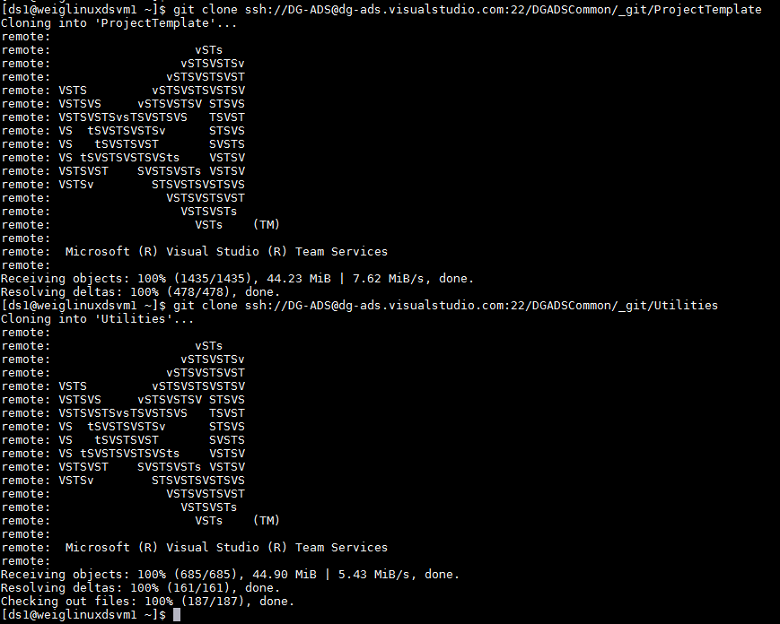 [ds1@weiglinuxdsvm1 ~]$ git clone ssh://DG-ADS@dg-ads.visualstudio.com:22/DGADSCommon/_git/ProjectTemplate
Cloning into 'ProjectTemplate'...
remote:
remote:                    vSTs
remote:                  vSTSVSTSv
remote:                vSTSVSTSVST
remote: VSTS         vSTSVSTSVSTSV
remote: VSTSVS     vSTSVSTSV STSVS
remote: VSTSVSTSvsTSVSTSVS   TSVST
remote: VS  tSVSTSVSTSv      STSVS
remote: VS   tSVSTSVST       SVSTS
remote: VS tSVSTSVSTSVSts    VSTSV
remote: VSTSVST    SVSTSVSTs VSTSV
remote: VSTSv        STSVSTSVSTSVS
remote:                VSTSVSTSVST
remote:                  VSTSVSTs
remote:                    VSTs    (TM)
remote:
remote:  Microsoft (R) Visual Studio (R) Team Services
remote:
Receiving objects: 100% (1435/1435), 44.23 MiB | 7.62 MiB/s, done.
Resolving deltas: 100% (478/478), done.
[ds1@weiglinuxdsvm1 ~]$ git clone ssh://DG-ADS@dg-ads.visualstudio.com:22/DGADSCommon/_git/Utilities
Cloning into 'Utilities'...
remote:
remote:                    vSTs
remote:                  vSTSVSTSv
remote:                vSTSVSTSVST
remote: VSTS         vSTSVSTSVSTSV
remote: VSTSVS     vSTSVSTSV STSVS
remote: VSTSVSTSvsTSVSTSVS   TSVST
remote: VS  tSVSTSVSTSv      STSVS
remote: VS   tSVSTSVST       SVSTS
remote: VS tSVSTSVSTSVSts    VSTSV
remote: VSTSVST    SVSTSVSTs VSTSV
remote: VSTSv        STSVSTSVSTSVS
remote:                VSTSVSTSVST
remote:                  VSTSVSTs
remote:                    VSTs    (TM)
remote:
remote:  Microsoft (R) Visual Studio (R) Team Services
remote:
Receiving objects: 100% (685/685), 44.90 MiB | 5.43 MiB/s, done.
Resolving deltas: 100% (161/161), done.
Checking out files: 100% (187/187), done.
[ds1@weiglinuxdsvm1 ~]$